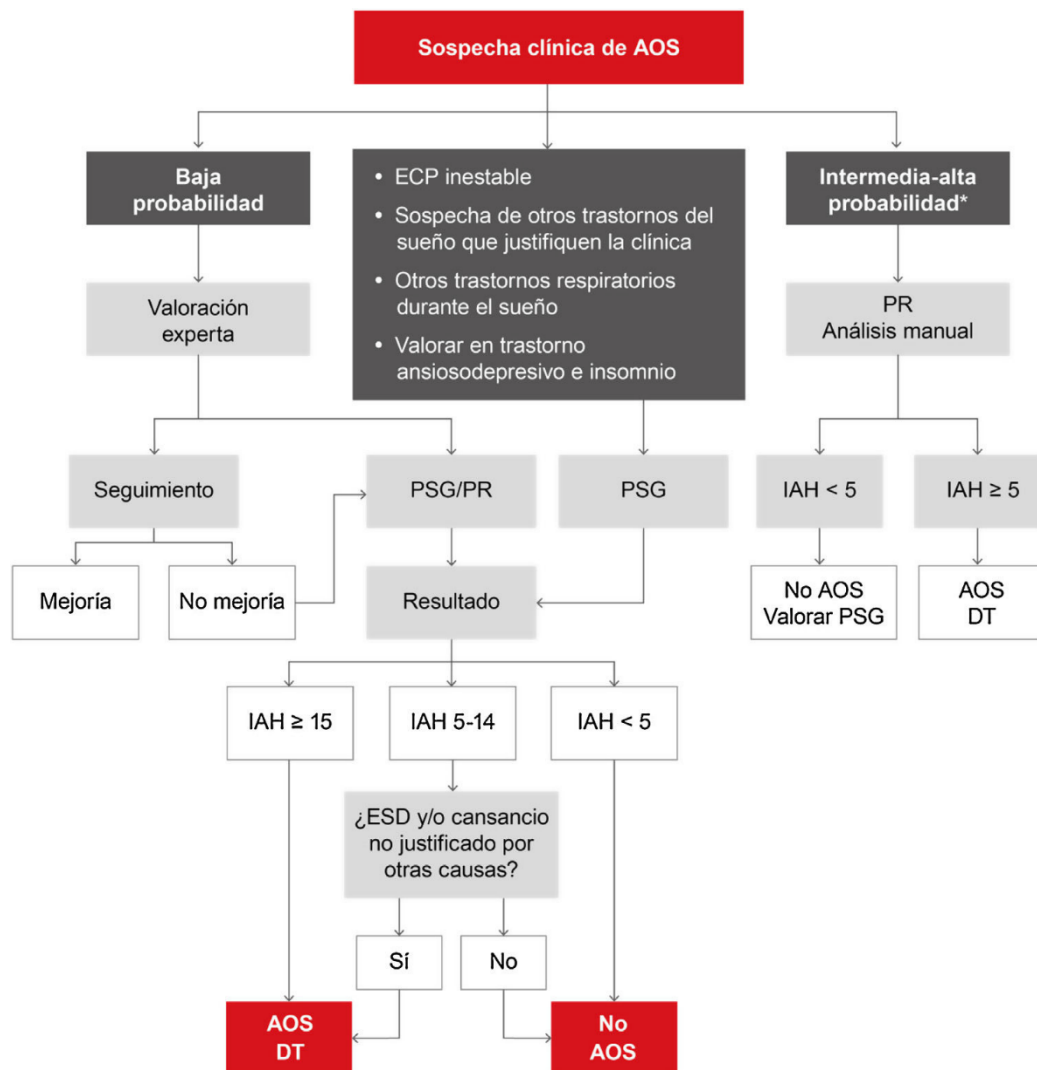 Sospecha clínica de AOS
Baja
probabilidad
• ECP inestable
• Sospecha de otros trastornos del
sueño que justifiquen la clínica
• Otros trastornos respiratorios
durante el sueño
• Valorar en trastorno
ansiosodepresivo e insomnio
Intermedia-alta
probabilidad*
Valoración
experta
PR
Análisis manual
Seguimiento
PSG/PR
PSG
IAH < 5
IAH ≥ 5
Mejoría
No mejoría
Resultado
No AOS
Valorar PSG
AOS
DT
IAH ≥ 15
IAH 5-14
IAH < 5
¿ESD y/o cansancio
no justificado por
otras causas?
Sí
No
AOS
DT
No
AOS